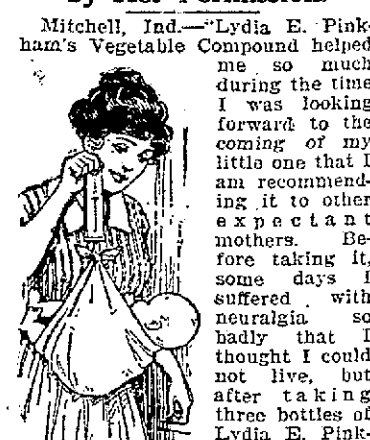 Mitchell, Ind.—"Lydia E. Pink-
ham's Vegetable Compound helped
me so much
during the time
I was looking
forward to the
coming of my
little one that I
am recommend-
ing it to other
expectant
mothers. Be-
fore taking it,
some days I
suffered with
neuralgia so
badly that I
thought I could
not live, but
after taking
three bottles of
Lydia E. Pink-